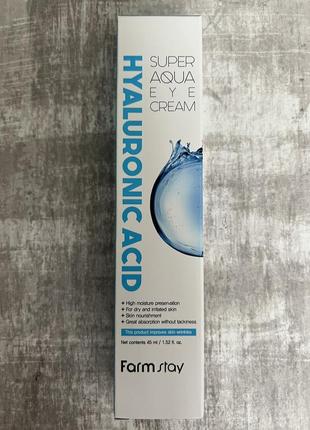 SUPER
AQUA
EYE
CREAM
HYALURONIC ACID
+ High moisture preservation
+ For dry and irritated skin
+ Skin nourishment
+ Great absorption without tackiness
This product improves skin wrinkles
Net contents 45 ml / 1.52 fl. oz.
Farmstay